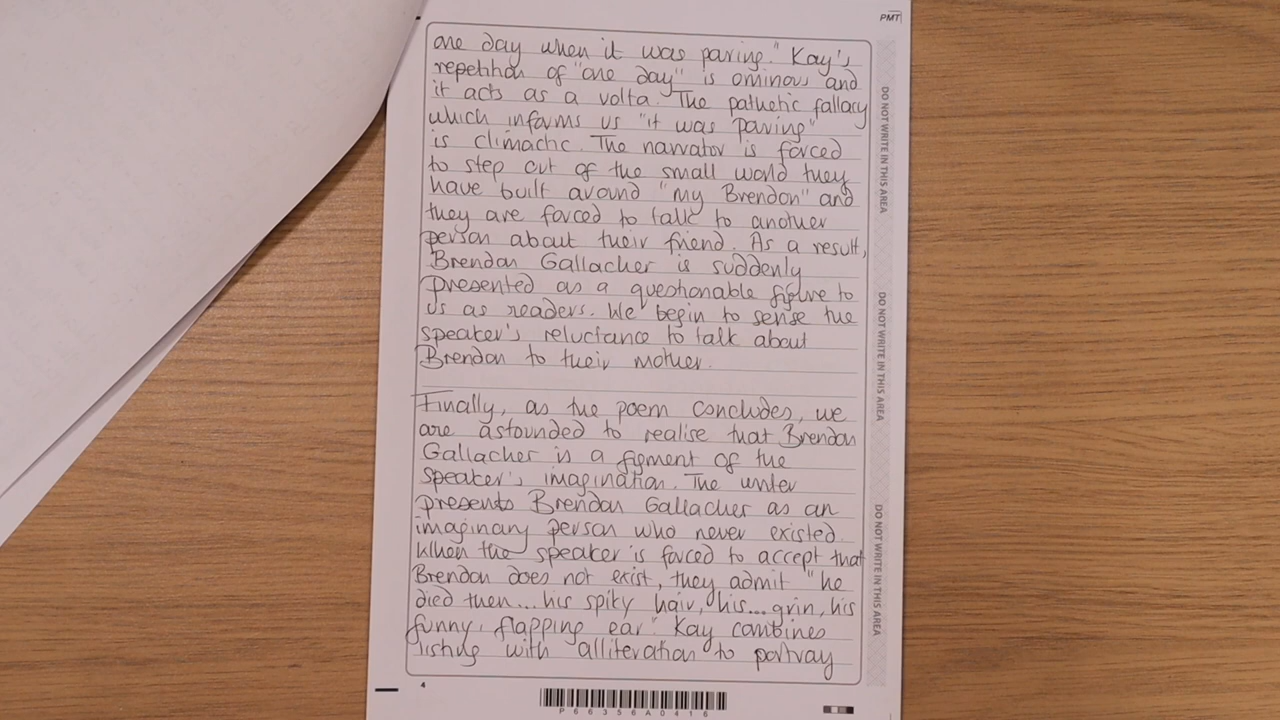 PMT
one day when it was pouring." Kay's
repetition of "one day" is ominous and
it acts as a volta. The pathetic fallacy
which informs us "it was pouring"
is climactic. The narrator is forced
to step out of the small world they
have built around "my Brendon" and
they are forced to talk to another
person about their friend. As a result,
Brendon Gallacher is suddenly
presented as a questionable figure to
us as readers. We begin to sense the
speaker's reluctance to talk about
Brendon to their mother.
Finally, as the poem concludes, we
are astounded to realise that Brendon
Gallacher is a figment of the
speaker's imagination. The writer
presents Brendon Gallacher as an
imaginary person who never existed.
When the speaker is forced to accept that
Brendon does not exist, they admit "he
died then... his spiky hair, his... grin, his
funny, flapping ear". Kay combines
listing with alliteration to portray
4
P66356A0416
DO NOT WRITE IN THIS AREA
DO NOT WRITE IN THIS AREA
DO NOT WRITE IN THIS AREA